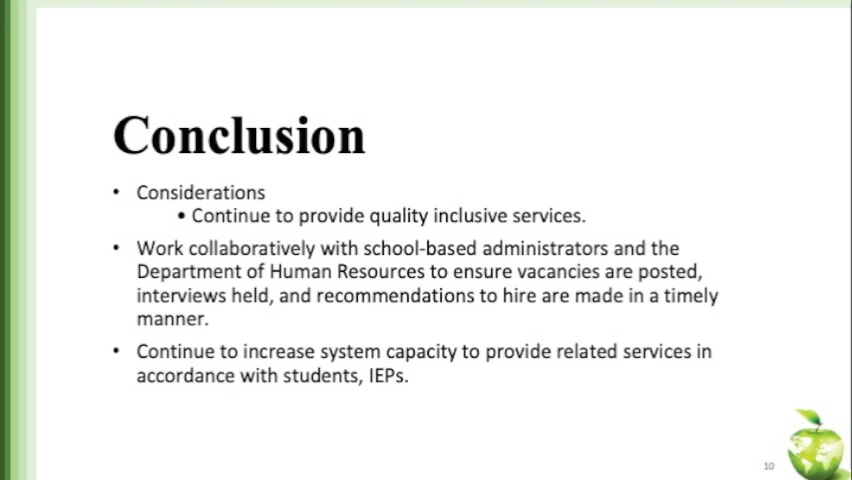 Conclusion
• Considerations
• Continue to provide quality inclusive services.
• Work collaboratively with school-based administrators and the
Department of Human Resources to ensure vacancies are posted,
interviews held, and recommendations to hire are made in a timely
manner.
• Continue to increase system capacity to provide related services in
accordance with students, IEPs.
10